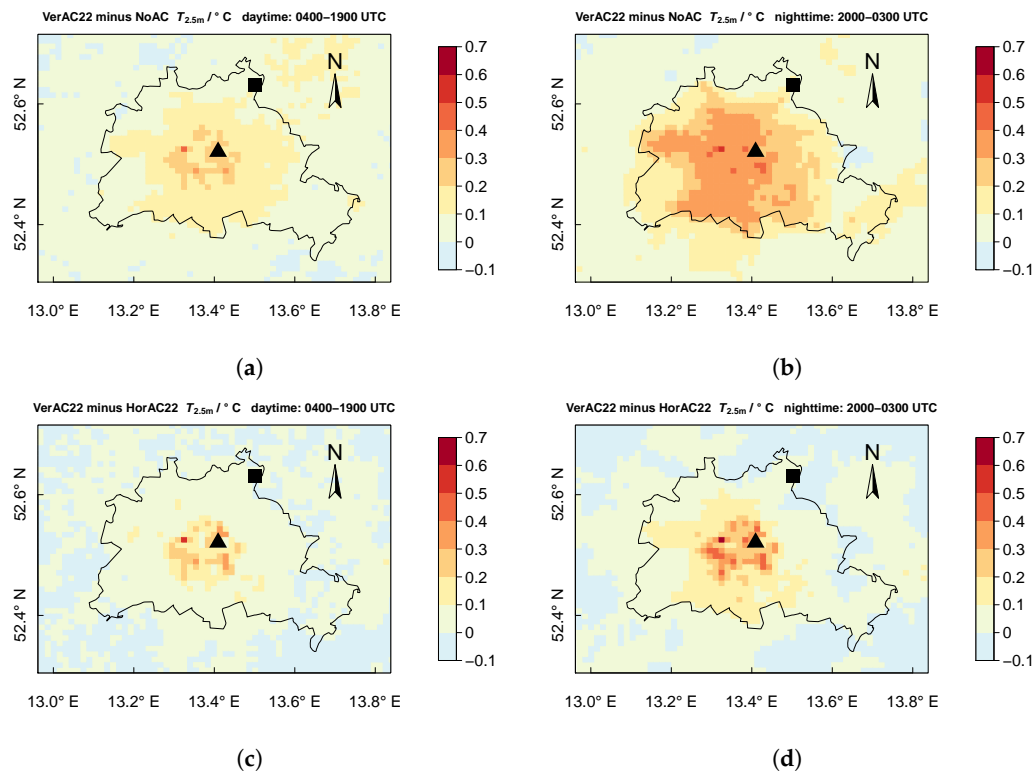 VerAC22 minus NoAC T2.5m / ° C daytime: 0400–1900 UTC
N
52.6° N
52.4° N
13.0° E 13.2° E 13.4° E 13.6° E 13.8° E
0.7
0.6
0.5
0.4
0.3
0.2
0.1
0
−0.1
(a)
VerAC22 minus NoAC T2.5m / ° C nighttime: 2000–0300 UTC
N
52.6° N
52.4° N
13.0° E 13.2° E 13.4° E 13.6° E 13.8° E
0.7
0.6
0.5
0.4
0.3
0.2
0.1
0
−0.1
(b)
VerAC22 minus HorAC22 T2.5m / ° C daytime: 0400–1900 UTC
N
52.6° N
52.4° N
13.0° E 13.2° E 13.4° E 13.6° E 13.8° E
0.7
0.6
0.5
0.4
0.3
0.2
0.1
0
−0.1
(c)
VerAC22 minus HorAC22 T2.5m / ° C nighttime: 2000–0300 UTC
N
52.6° N
52.4° N
13.0° E 13.2° E 13.4° E 13.6° E 13.8° E
0.7
0.6
0.5
0.4
0.3
0.2
0.1
0
−0.1
(d)